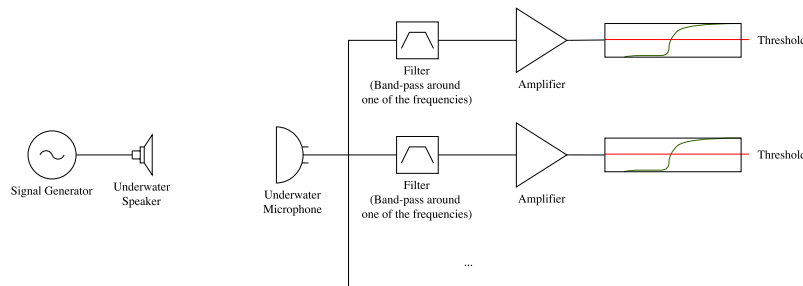 Filter
(Band-pass around
one of the frequencies)
Amplifier
Threshold
Signal Generator
Underwater
Speaker
Underwater
Microphone
Filter
(Band-pass around
one of the frequencies)
Amplifier
Threshold
...